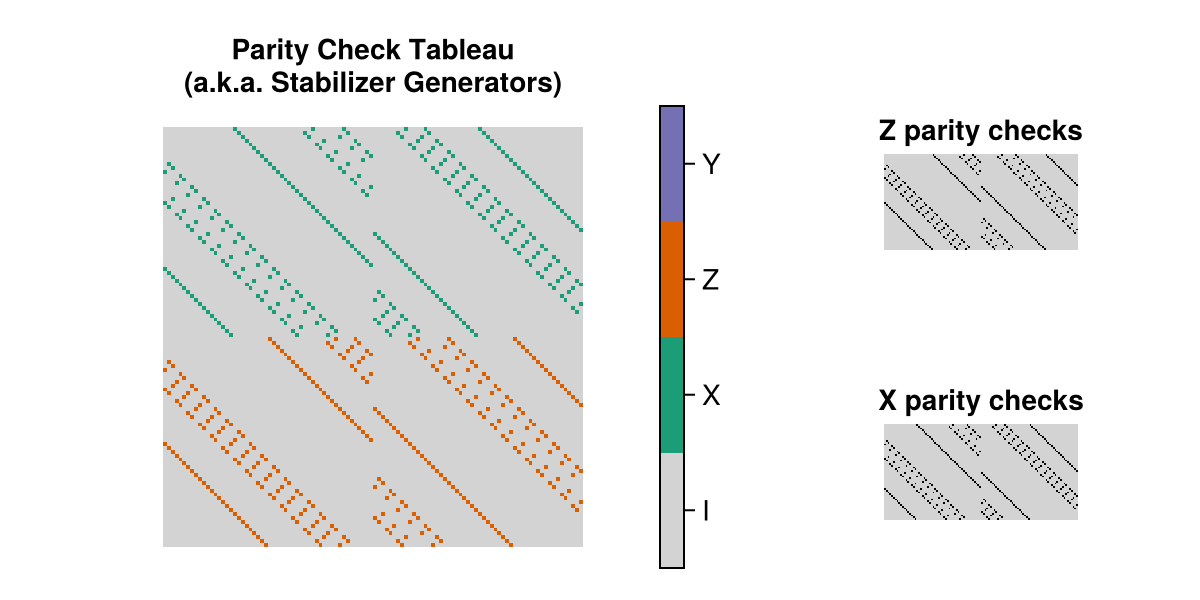 Parity Check Tableau
(a.k.a. Stabilizer Generators)
Y
Z
X
I
Z parity checks
X parity checks